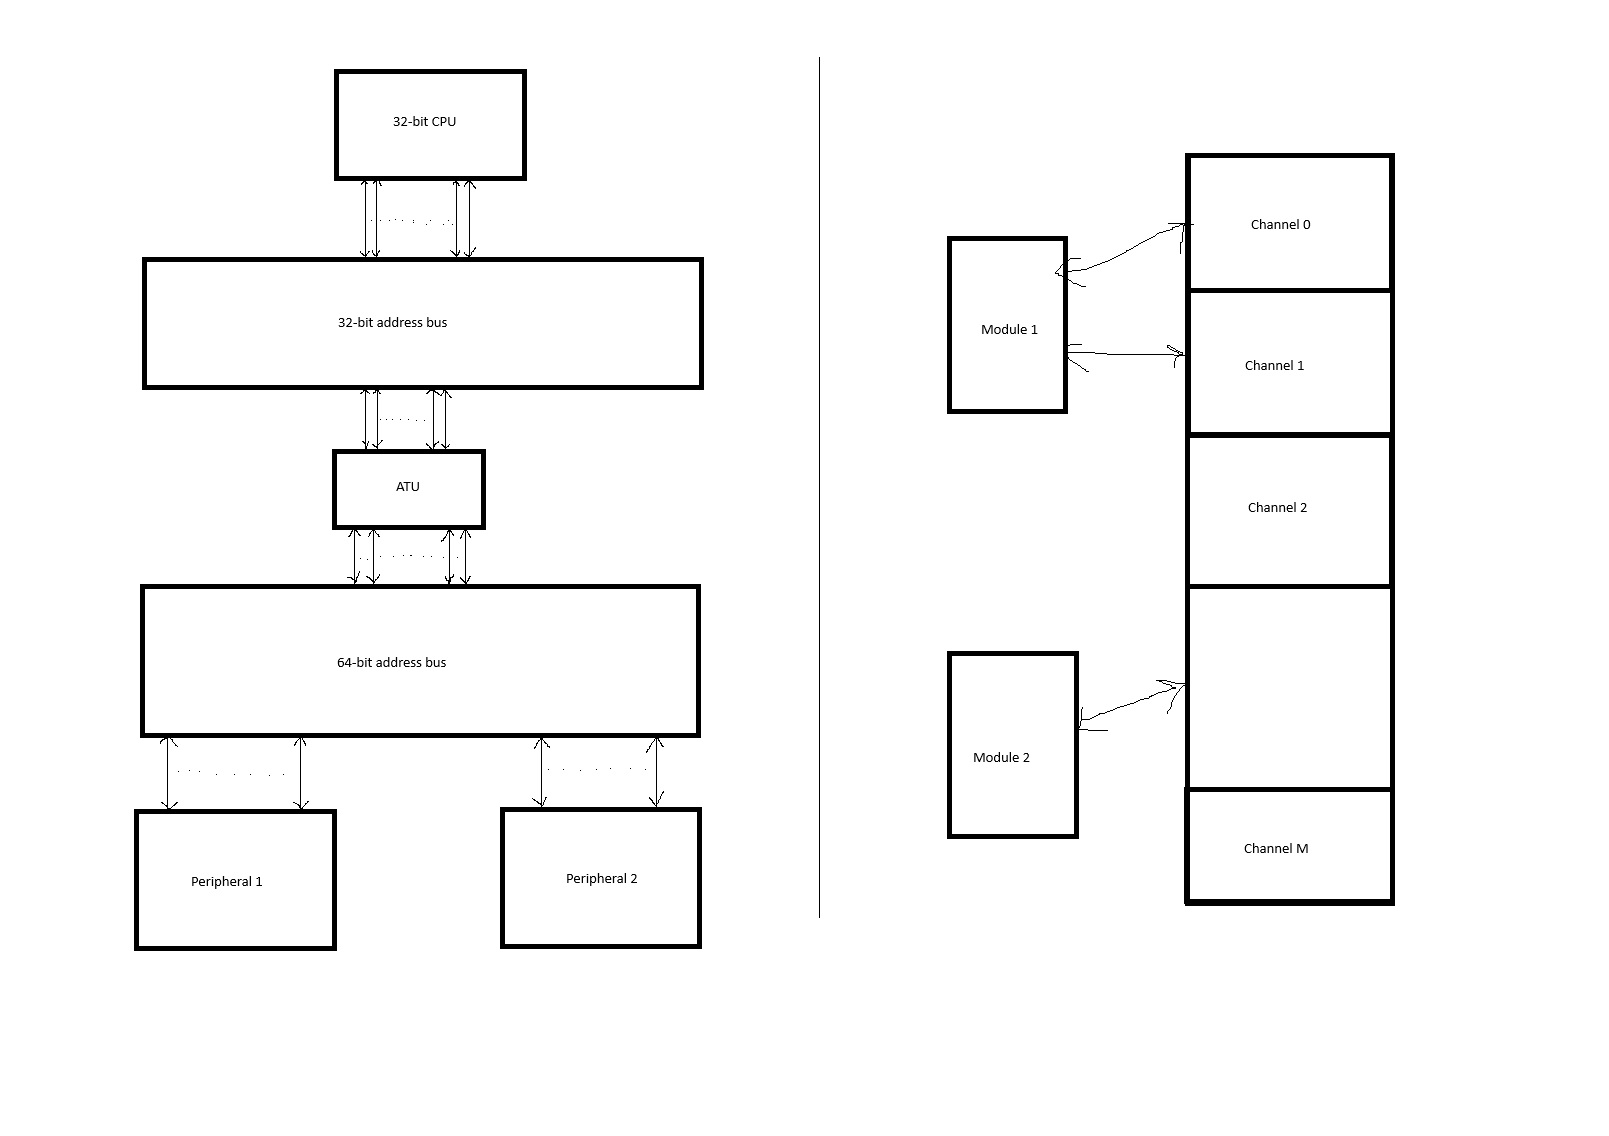 32-bit CPU
32-bit address bus
ATU
64-bit address bus
Peripheral 1
Peripheral 2
Channel 0
Module 1
Channel 1
Channel 2
Module 2
Channel M